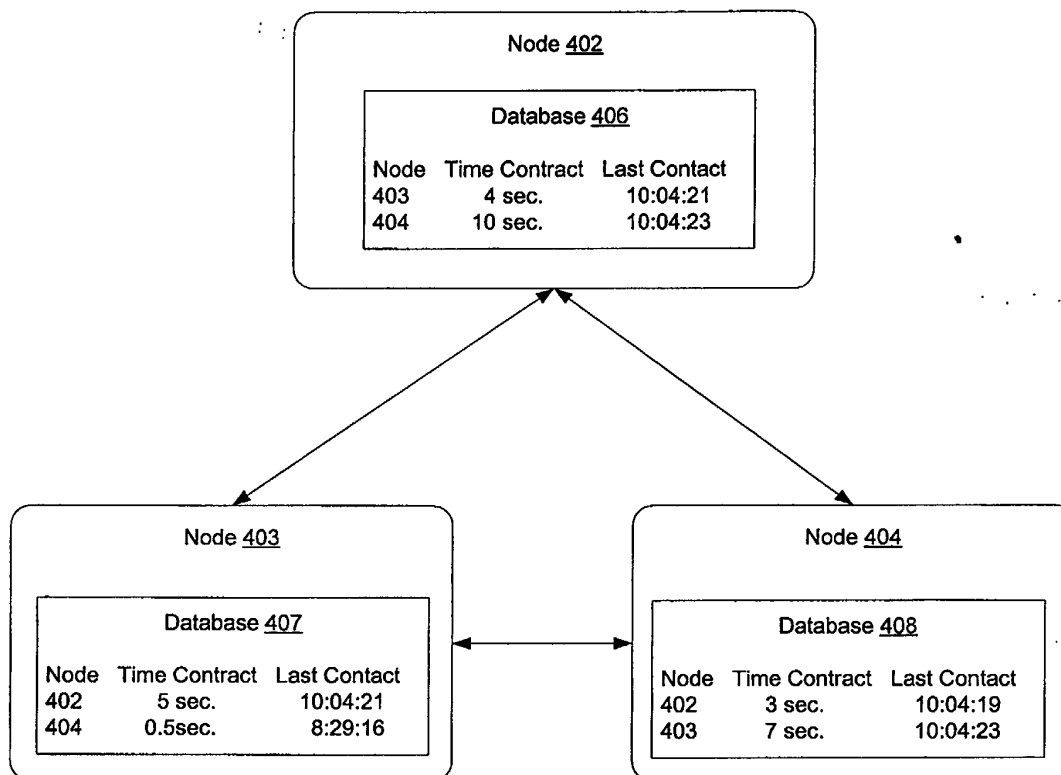 Node 402
Database 406
Node Time Contract Last Contact
403 4 sec. 10:04:21
404 10 sec. 10:04:23
Node 403
Database 407
Node Time Contract Last Contact
402 5 sec. 10:04:21
404 0.5sec. 8:29:16
Node 404
Database 408
Node Time Contract Last Contact
402 3 sec. 10:04:19
403 7 sec. 10:04:23